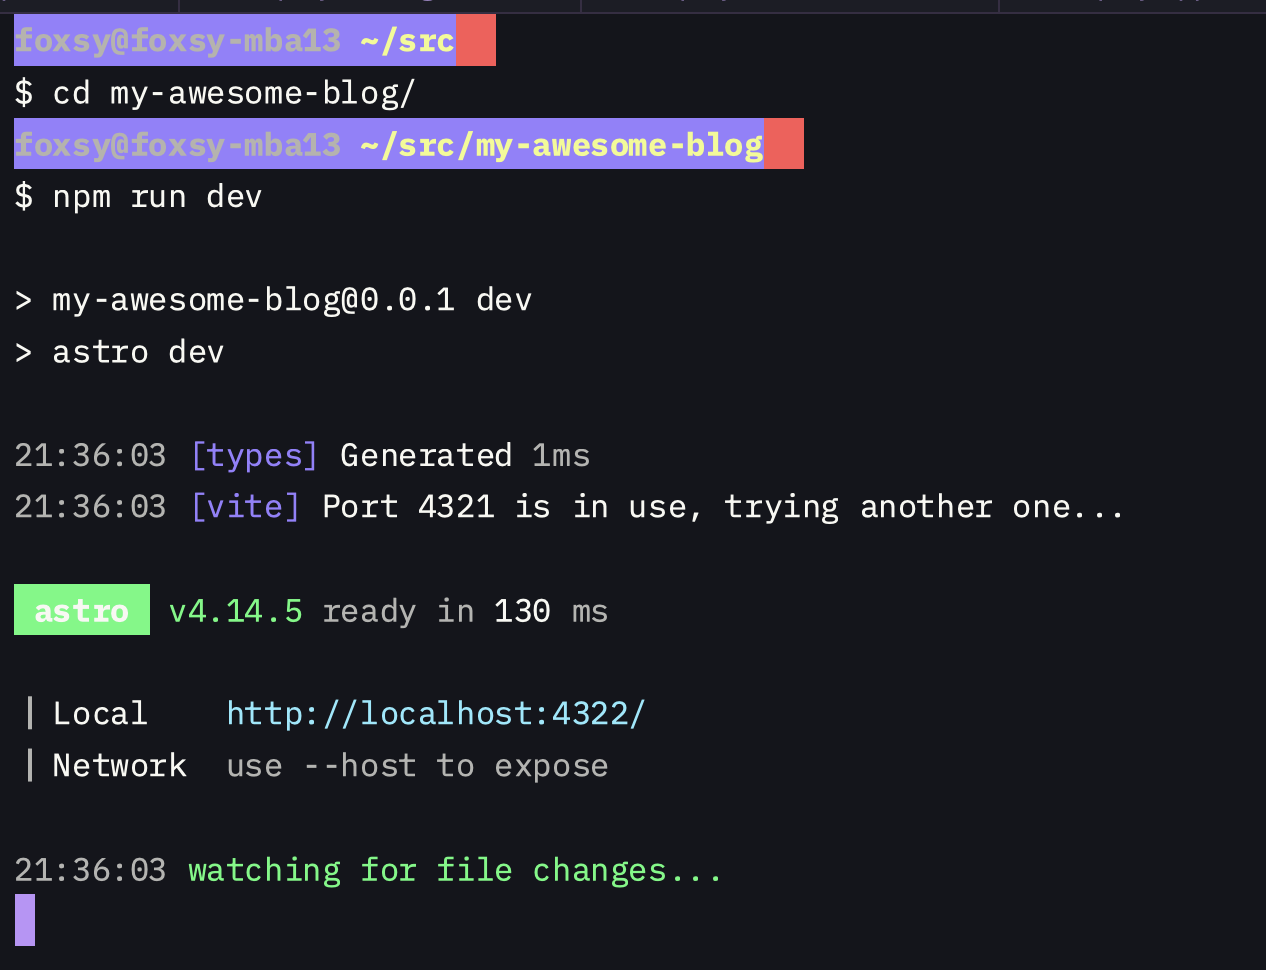 foxsy@foxsy-mba13 ~/src
$ cd my-awesome-blog/
foxsy@foxsy-mba13 ~/src/my-awesome-blog
$ npm run dev
> my-awesome-blog@0.0.1 dev
> astro dev
21:36:03 [types] Generated 1ms
21:36:03 [vite] Port 4321 is in use, trying another one...
astro v4.14.5 ready in 130 ms
┃ Local http://localhost:4322/
┃ Network use --host to expose
21:36:03 watching for file changes...